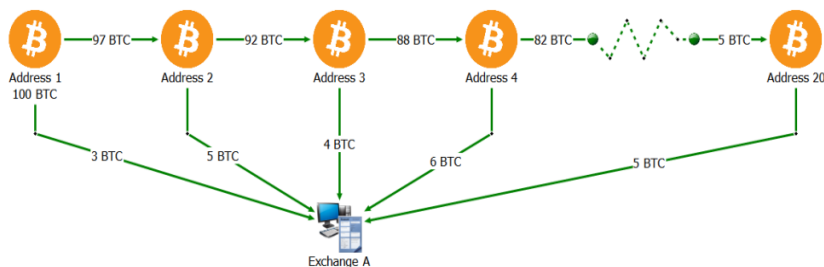 97 BTC
92 BTC
88 BTC
82 BTC
5 BTC
Address 1
Address 2
Address 3
Address 4
Address 20
100 BTC
3 BTC
5 BTC
4 BTC
6 BTC
5 BTC
Exchange A